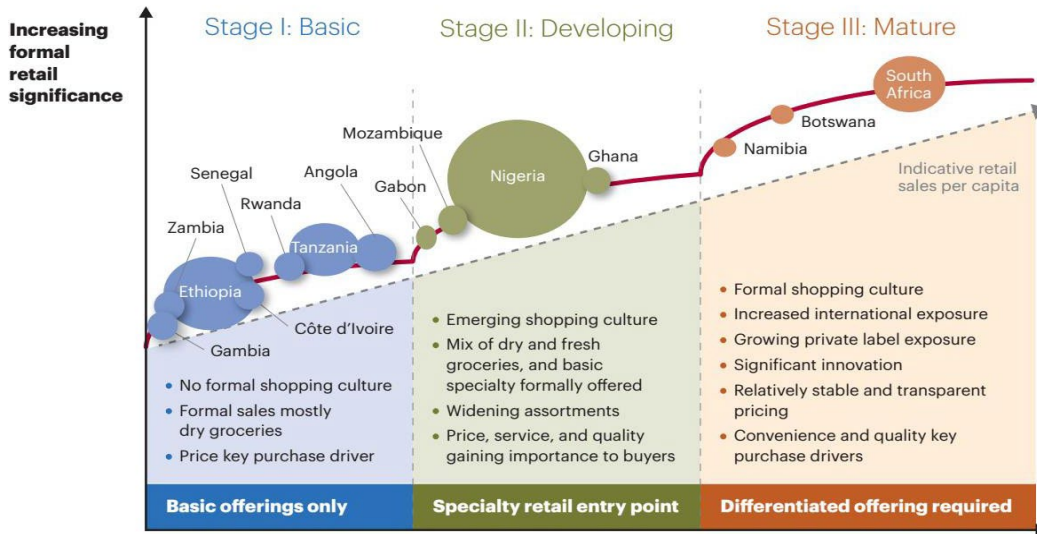 Increasing
formal
retail
significance
Stage I: Basic
Stage II: Developing
Stage III: Mature
South
Africa
Botswana
Namibia
Mozambique
Ghana
Nigeria
Gabon
Angola
Senegal
Rwanda
Tanzania
Zambia
Ethiopia
Côte d'Ivoire
Gambia
Indicative retail
sales per capita
• No formal shopping culture
• Formal sales mostly
dry groceries
• Price key purchase driver
• Emerging shopping culture
• Mix of dry and fresh
groceries, and basic
specialty formally offered
• Widening assortments
• Price, service, and quality
gaining importance to buyers
• Formal shopping culture
• Increased international exposure
• Growing private label exposure
• Significant innovation
• Relatively stable and transparent
pricing
• Convenience and quality key
purchase drivers
Basic offerings only
Specialty retail entry point
Differentiated offering required